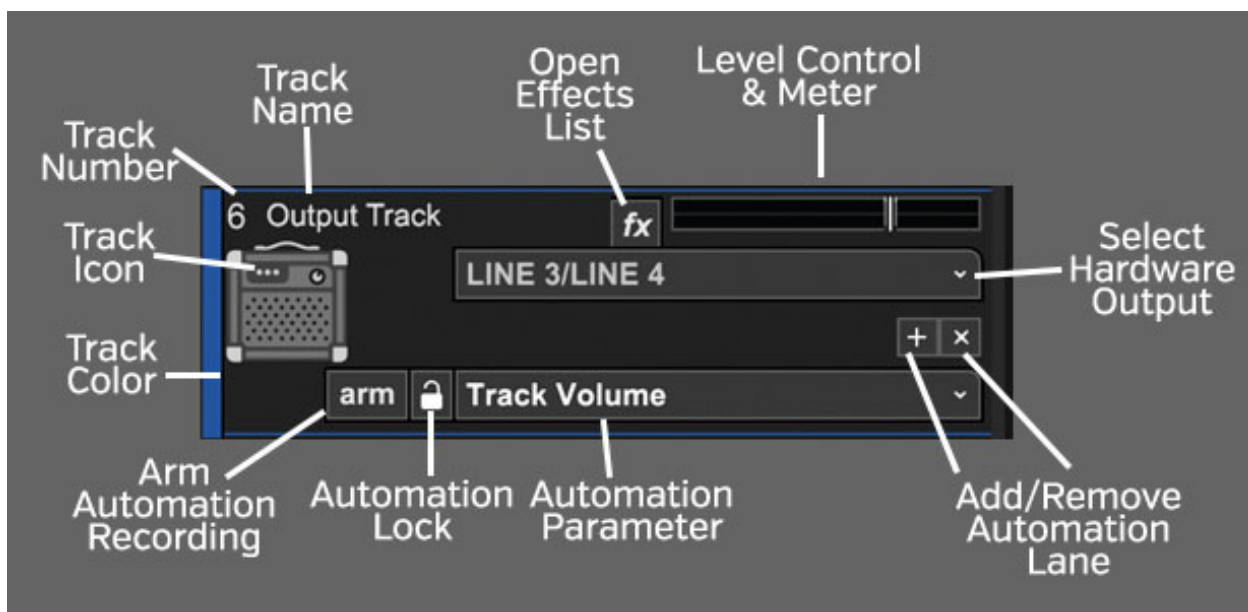 Track
Name
Open
Effects
List
Level Control
& Meter
Track
Number
6 Output Track
fx
Track
Icon
LINE 3/LINE 4
Select
Hardware
Output
Track
Color
+ x
arm
Track Volume
Arm
Automation
Recording
Automation
Lock
Automation
Parameter
Add/Remove
Automation
Lane